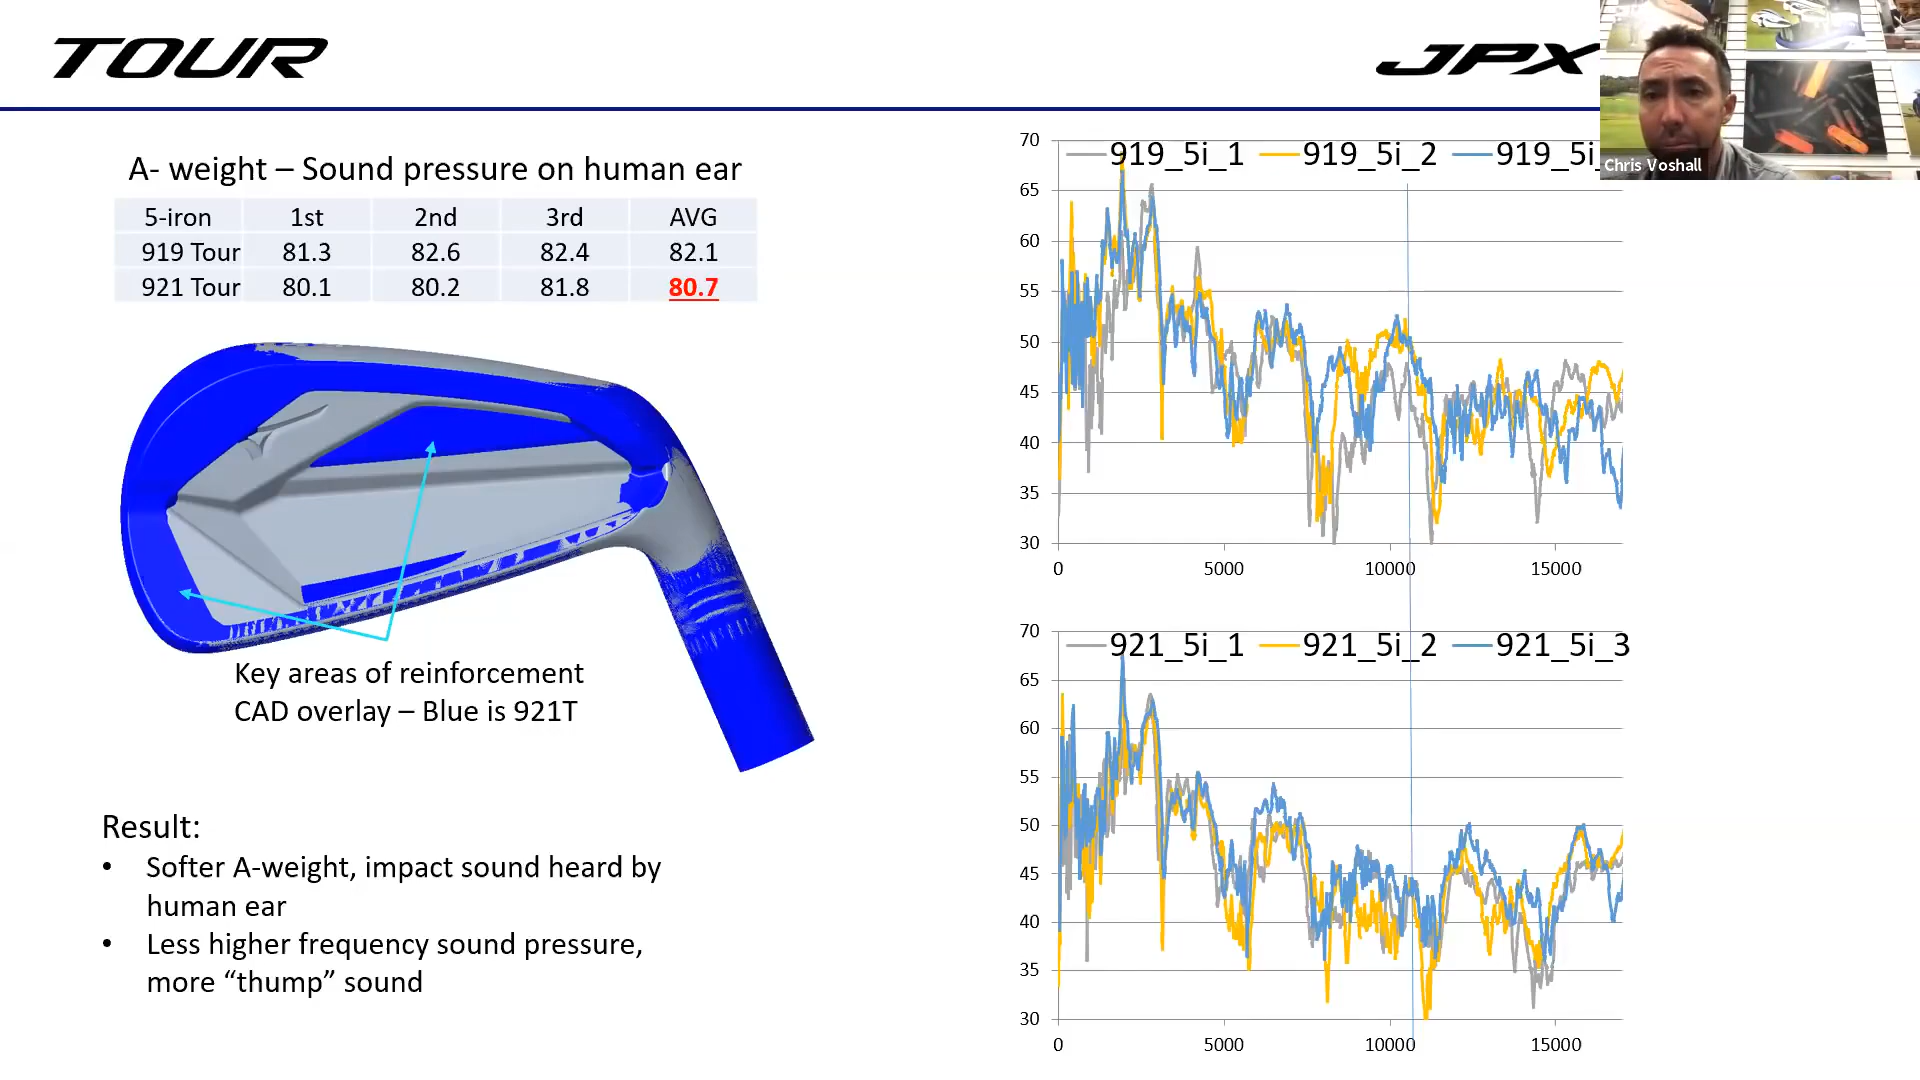 TOUR
JPX
Chris Voshall
A- weight – Sound pressure on human ear
5-iron 1st 2nd 3rd AVG
919 Tour 81.3 82.6 82.4 82.1
921 Tour 80.1 80.2 81.8 80.7
Key areas of reinforcement
CAD overlay – Blue is 921T
Result:
• Softer A-weight, impact sound heard by
human ear
• Less higher frequency sound pressure,
more “thump” sound
919_5i_1 919_5i_2 919_5i_
70
65
60
55
50
45
40
35
30
0 5000 10000 15000
921_5i_1 921_5i_2 921_5i_3
70
65
60
55
50
45
40
35
30
0 5000 10000 15000